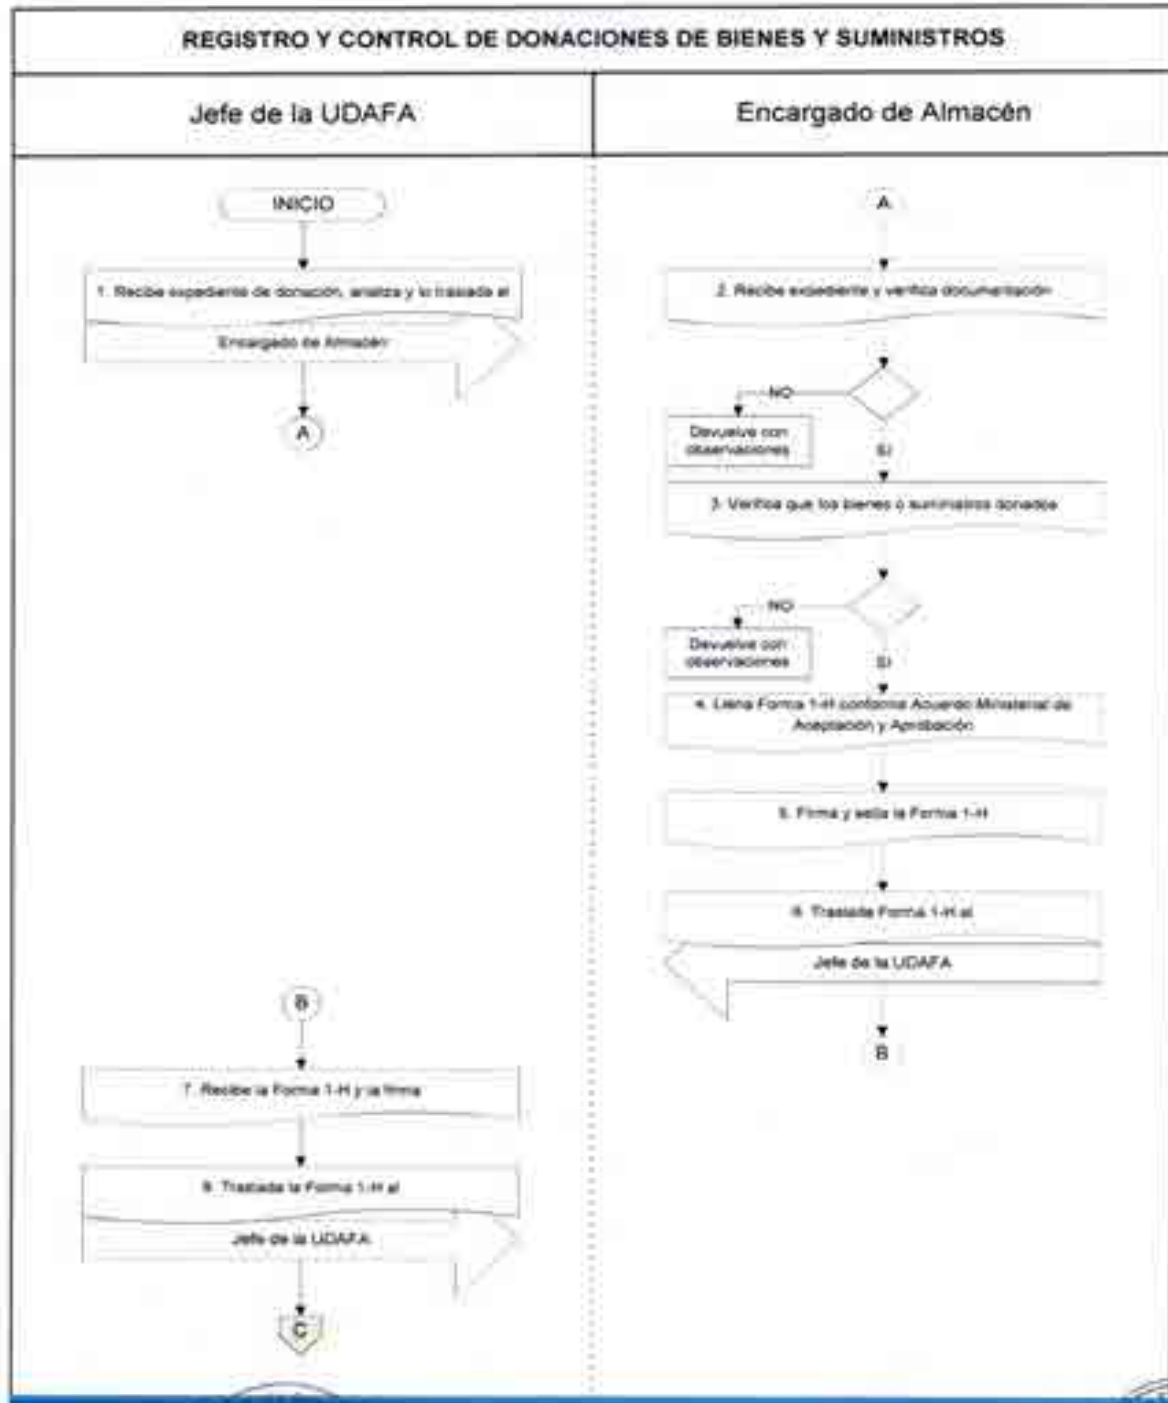 REGISTRO Y CONTROL DE DONACIONES DE BIENES Y SUMINISTROS
Jefe de la UDAFA
Encargado de Almacén
INICIO
1. Recibe expediente de donación, analiza y lo traslada al
Encargado de Almacén
A
A
2. Recibe expediente y verifica documentación
NO
Devuelve con
observaciones
SI
3. Verifica que los bienes o suministros donados
NO
Devuelve con
observaciones
SI
4. Llena Forma 1-H conforme Acuerdo Ministerial de
Aceptación y Aprobación
5. Firma y sella la Forma 1-H
6. Traslada Forma 1-H al
Jefe de la UDAFA
B
B
7. Recibe la Forma 1-H y la firma
8. Traslada la Forma 1-H al
Jefe de la UDAFA
C